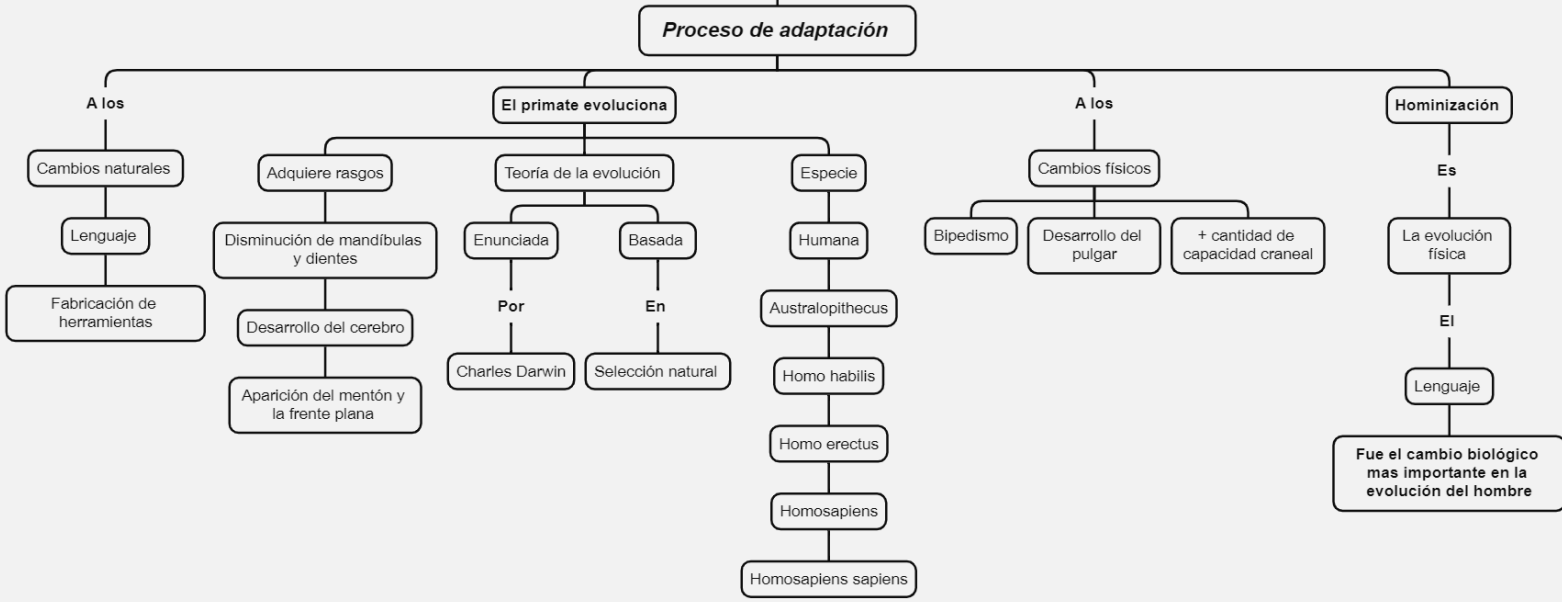 Proceso de adaptación
A los
Cambios naturales
Lenguaje
Fabricación de
herramientas
El primate evoluciona
Adquiere rasgos
Disminución de mandíbulas
y dientes
Desarrollo del cerebro
Aparición del mentón y
la frente plana
Teoría de la evolución
Enunciada
Por
Charles Darwin
Basada
En
Selección natural
Especie
Humana
Australopithecus
Homo habilis
Homo erectus
Homosapiens
Homosapiens sapiens
A los
Cambios físicos
Bipedismo
Desarrollo del
pulgar
+ cantidad de
capacidad craneal
Hominización
Es
La evolución
física
El
Lenguaje
Fue el cambio biológico
mas importante en la
evolución del hombre